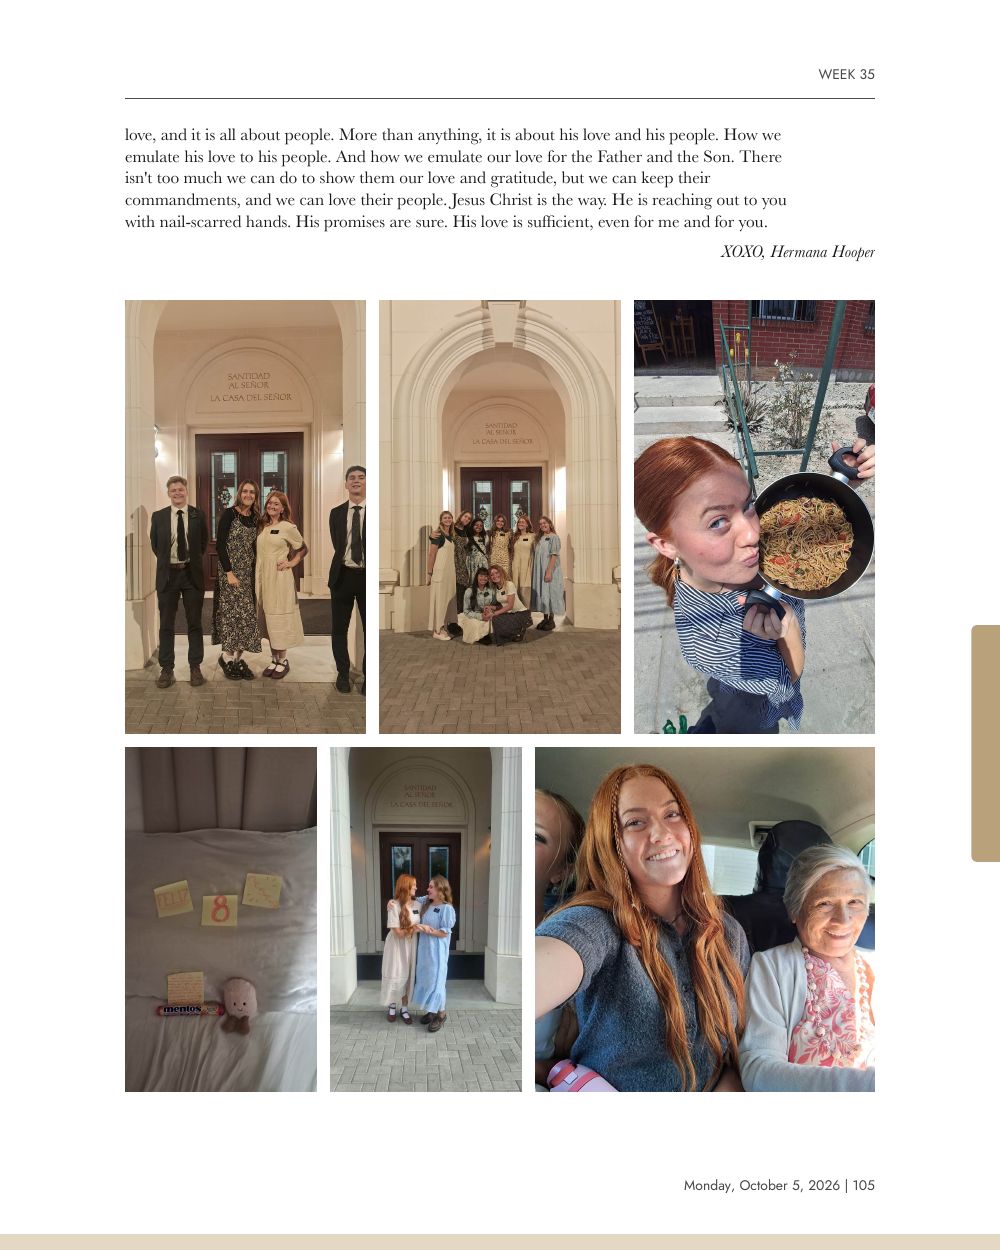 WEEK 35
love, and it is all about people. More than anything, it is about his love and his people. How we
emulate his love to his people. And how we emulate our love for the Father and the Son. There
isn't too much we can do to show them our love and gratitude, but we can keep their
commandments, and we can love their people. Jesus Christ is the way. He is reaching out to you
with nail-scarred hands. His promises are sure. His love is sufficient, even for me and for you.
XOXO, Hermana Hooper
SANTIDAD
AL SEÑOR
LA CASA DEL SEÑOR
SANTIDAD
AL SEÑOR
LA CASA DEL SEÑOR
8
mentos
SANTIDAD
AL SEÑOR
LA CASA DEL SEÑOR
Monday, October 5, 2026 | 105